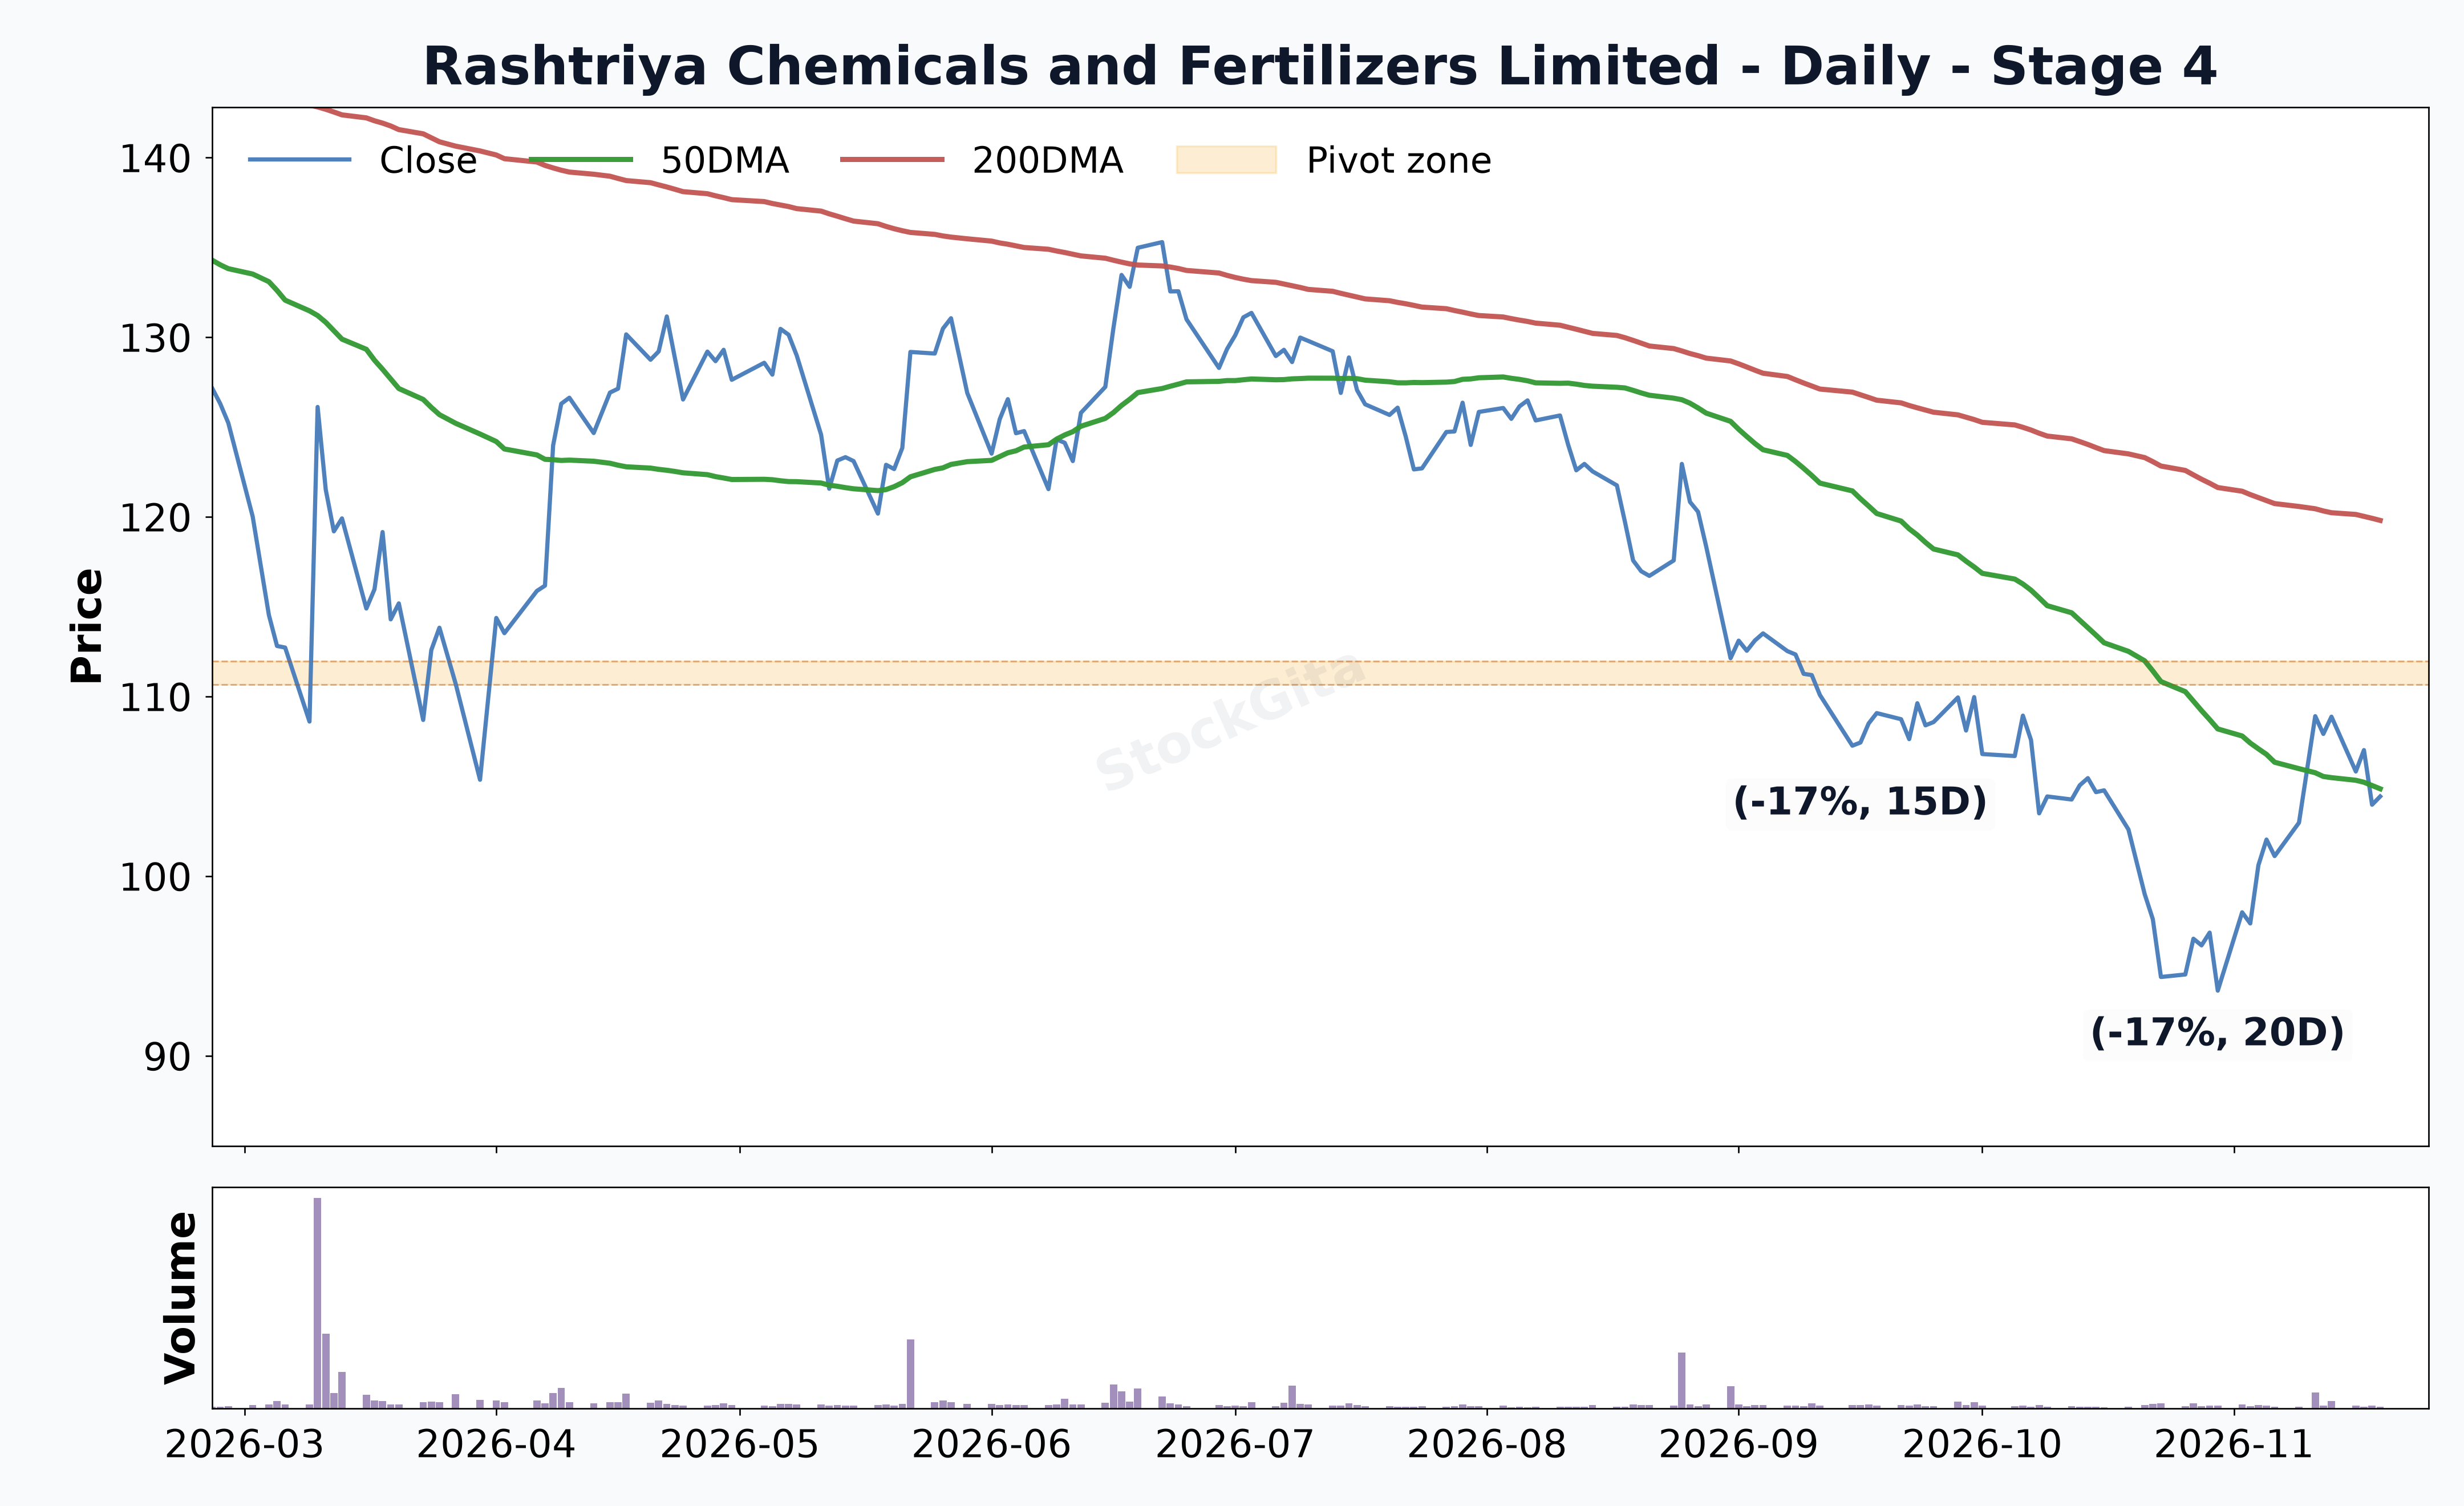 Rashtriya Chemicals and Fertilizers Limited - Daily - Stage 4
Close 50DMA 200DMA Pivot zone
Price
140
130
120
110
100
90
StockGita
(-17%, 15D)
(-17%, 20D)
Volume
2026-03 2026-04 2026-05 2026-06 2026-07 2026-08 2026-09 2026-10 2026-11